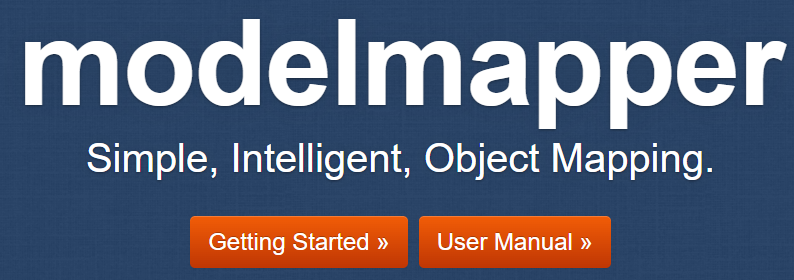 modelmapper
Simple, Intelligent, Object Mapping.
Getting Started » User Manual »